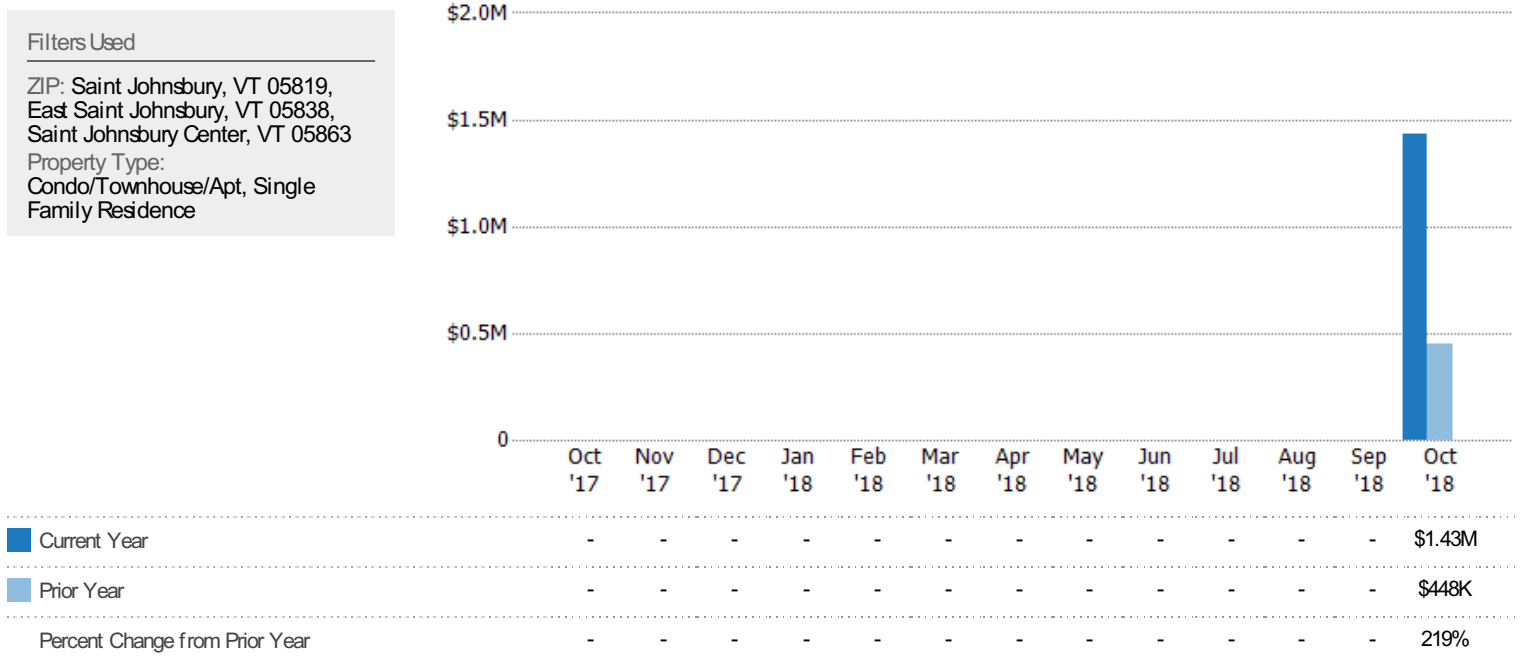 Filters Used
ZIP: Saint Johnsbury, VT 05819,
East Saint Johnsbury, VT 05838,
Saint Johnsbury Center, VT 05863
Property Type:
Condo/Townhouse/Apt, Single
Family Residence
$2.0M
$1.5M
$1.0M
$0.5M
0
Oct Nov Dec Jan Feb Mar Apr May Jun Jul Aug Sep Oct
'17 '17 '17 '18 '18 '18 '18 '18 '18 '18 '18 '18 '18
Current Year - - - - - - - - - - - - $1.43M
Prior Year - - - - - - - - - - - - $448K
Percent Change from Prior Year - - - - - - - - - - - - 219%